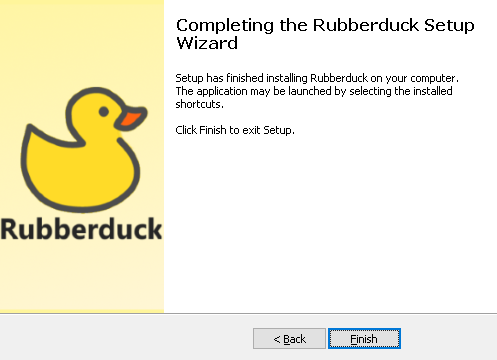 Completing the Rubberduck Setup
Wizard
Setup has finished installing Rubberduck on your computer.
The application may be launched by selecting the installed
shortcuts.
Click Finish to exit Setup.
Rubberduck
< Back
Finish